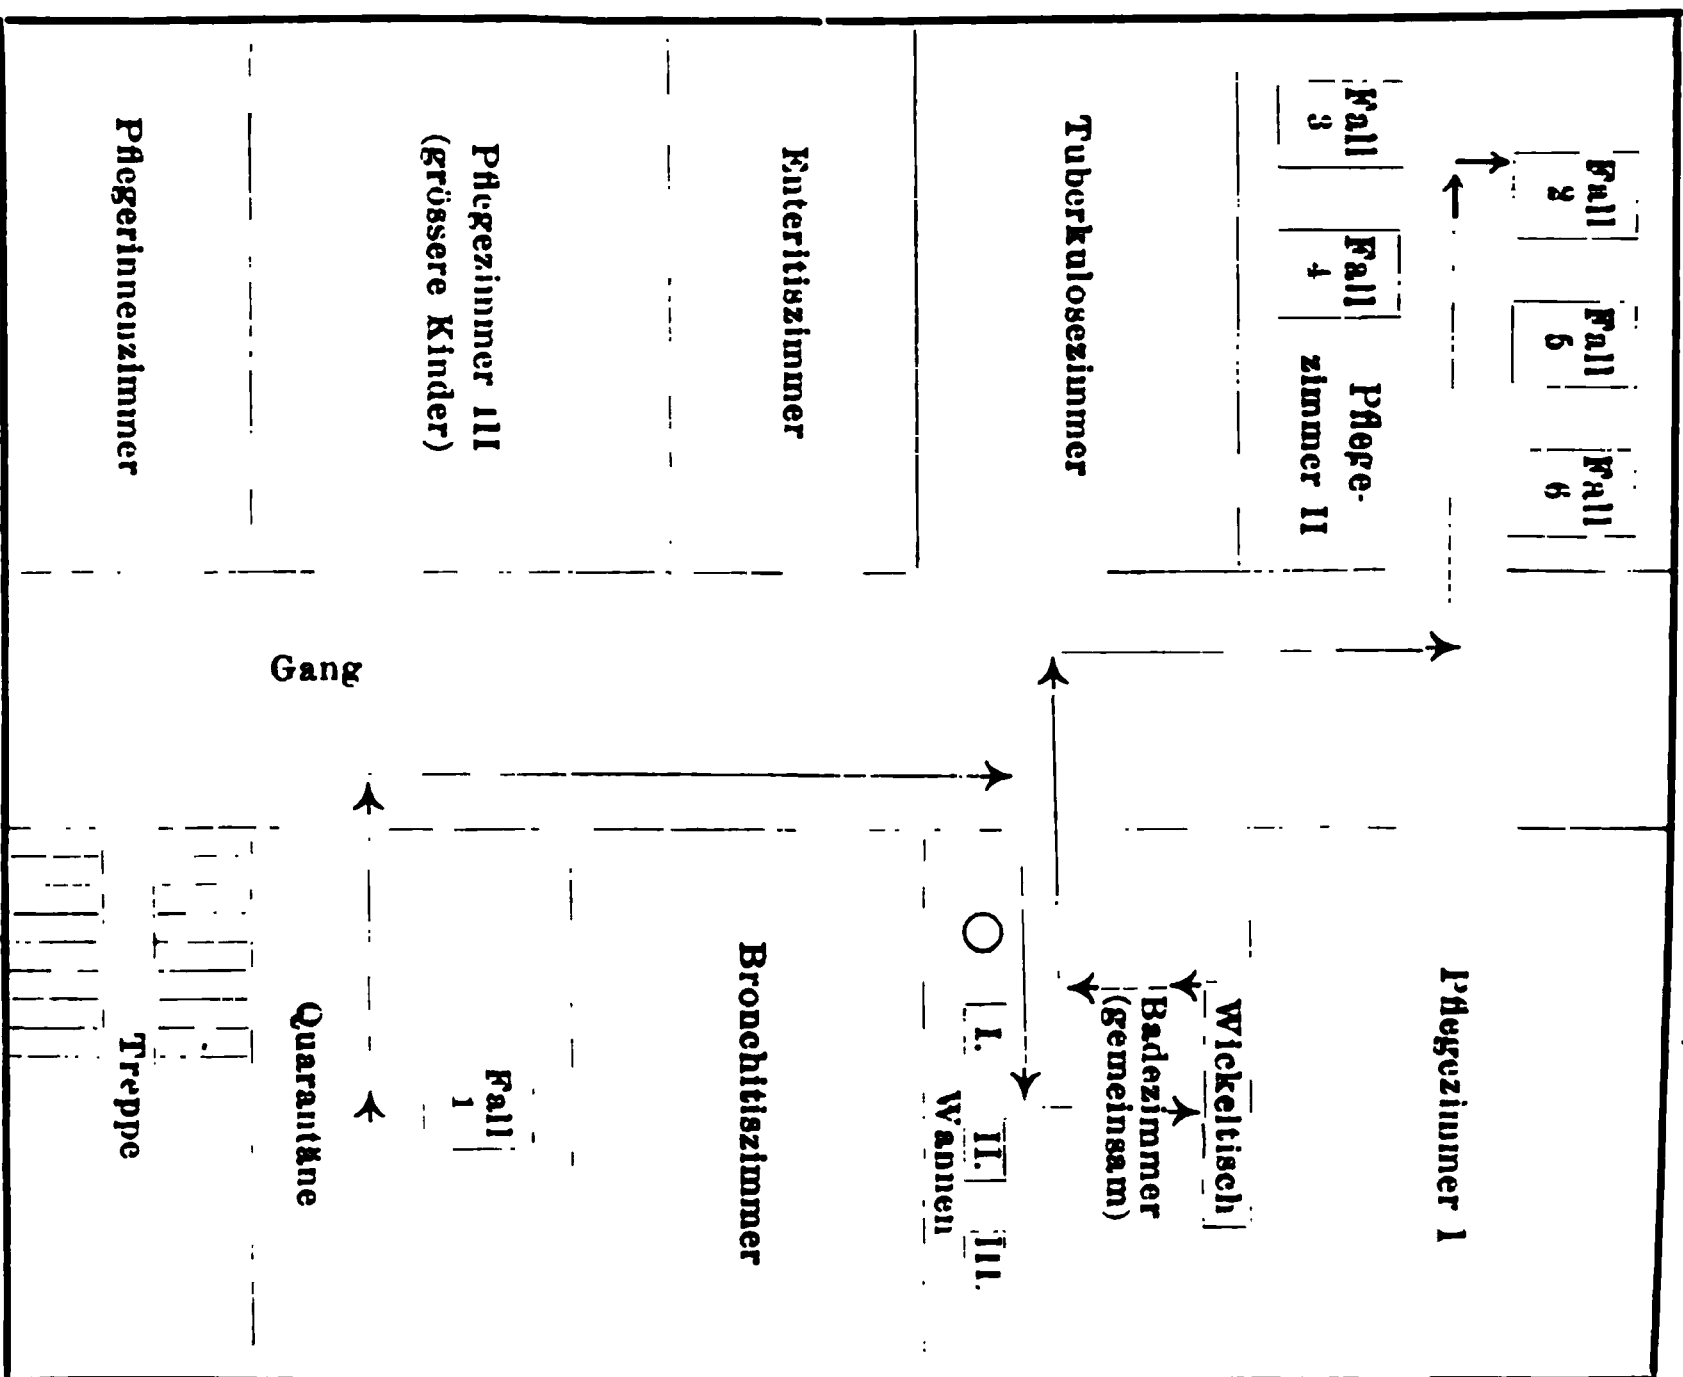 Pflegerinnenzimmer
Pflegezimmer III
(grössere Kinder)
Enteritiszimmer
Tuberkulosezimmer
Fall
3
Fall
4
Pflege-
zimmer II
Fall
2
Fall
5
Fall
6
Gang
Treppe
Quarantäne
Fall
1
Bronchitiszimmer
Wannen
I.
II.
III.
Badezimmer
(gemeinsam)
Wickeltisch
Pflegezimmer I